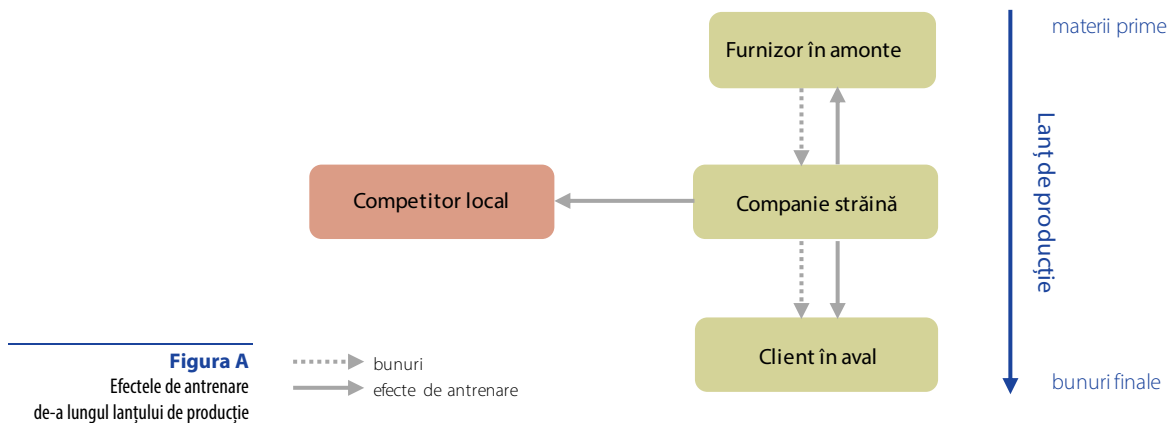 Furnizor în amonte
materii prime
Competitor local
Companie străină
Lanț de producție
Client în aval
bunuri finale
Figura A
Efectele de antrenare
de-a lungul lanțului de producție
bunuri
efecte de antrenare